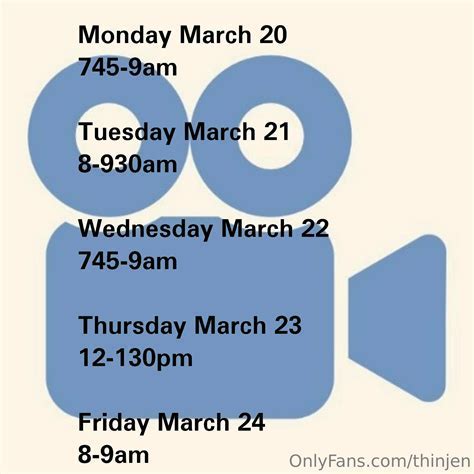 Monday March 20
745-9am
Tuesday March 21
8-930am
Wednesday March 22
745-9am
Thursday March 23
12-130pm
Friday March 24
8-9am
OnlyFans.com/thinjen